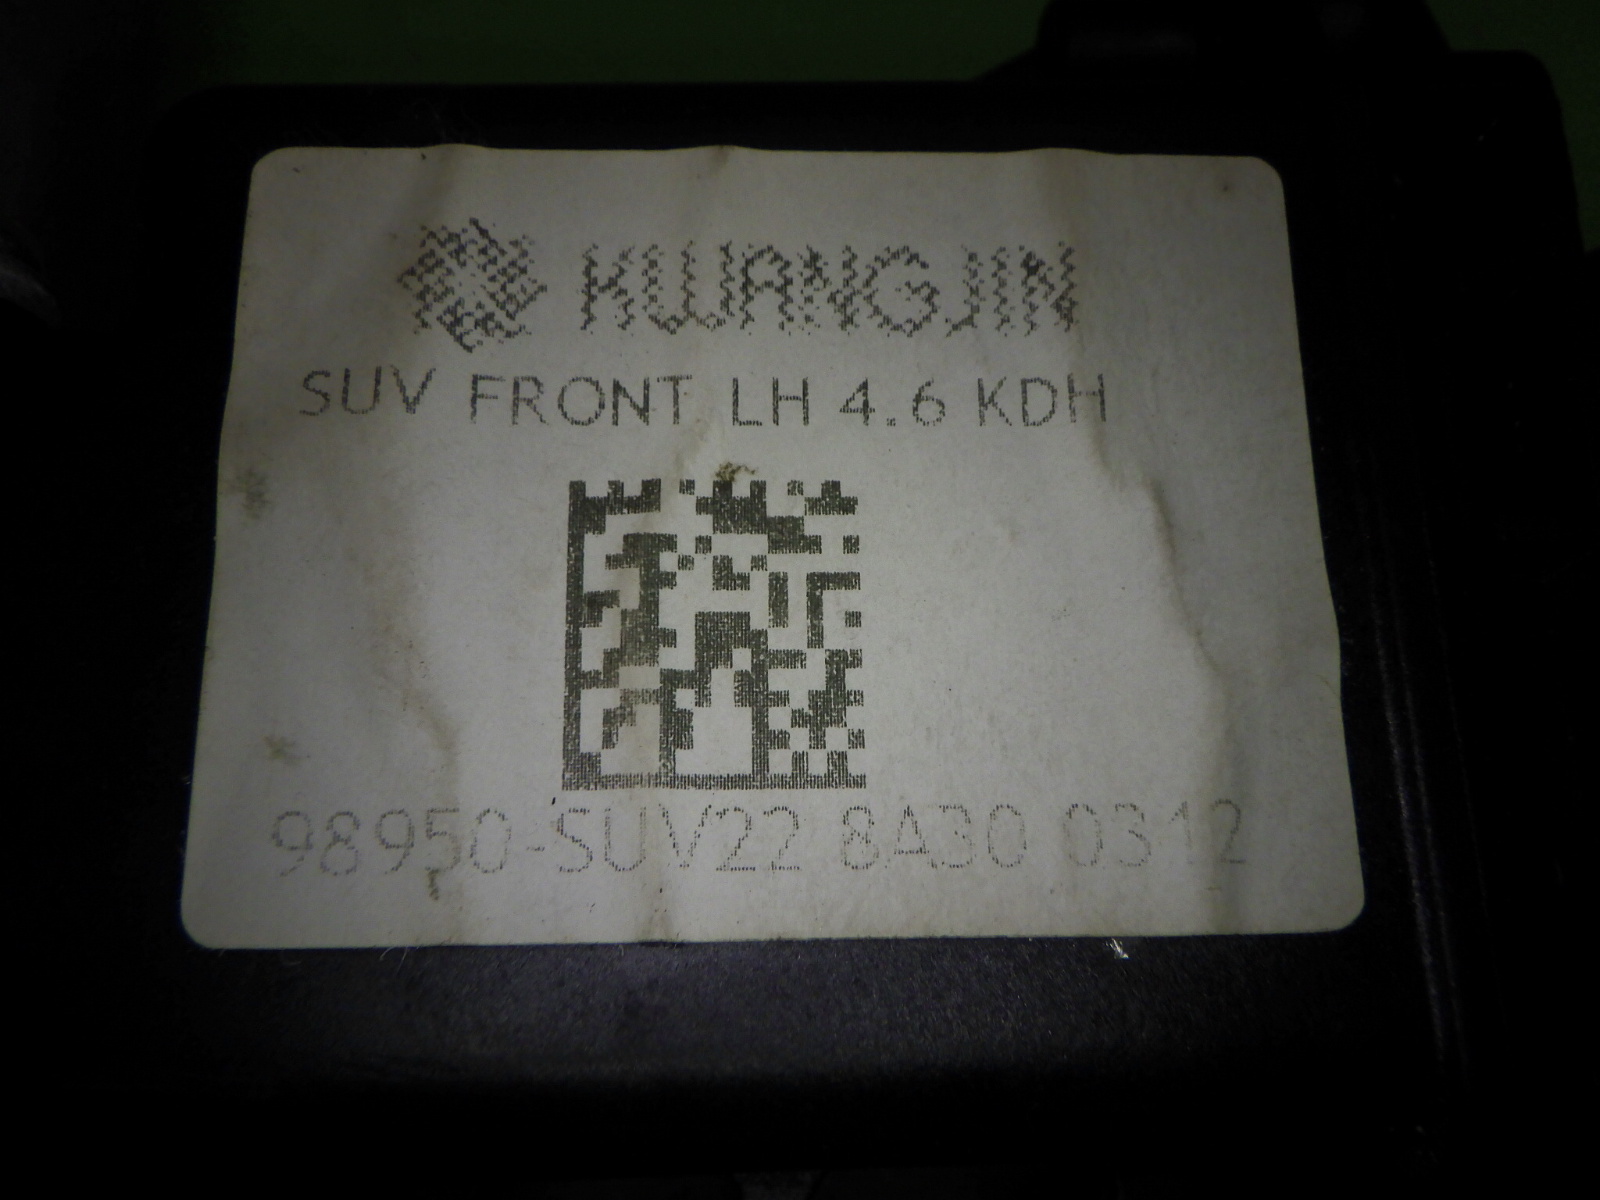 KWANGJIN
SUV FRONT LH 4.6 KDH
98950-SUV22 8A30 0312